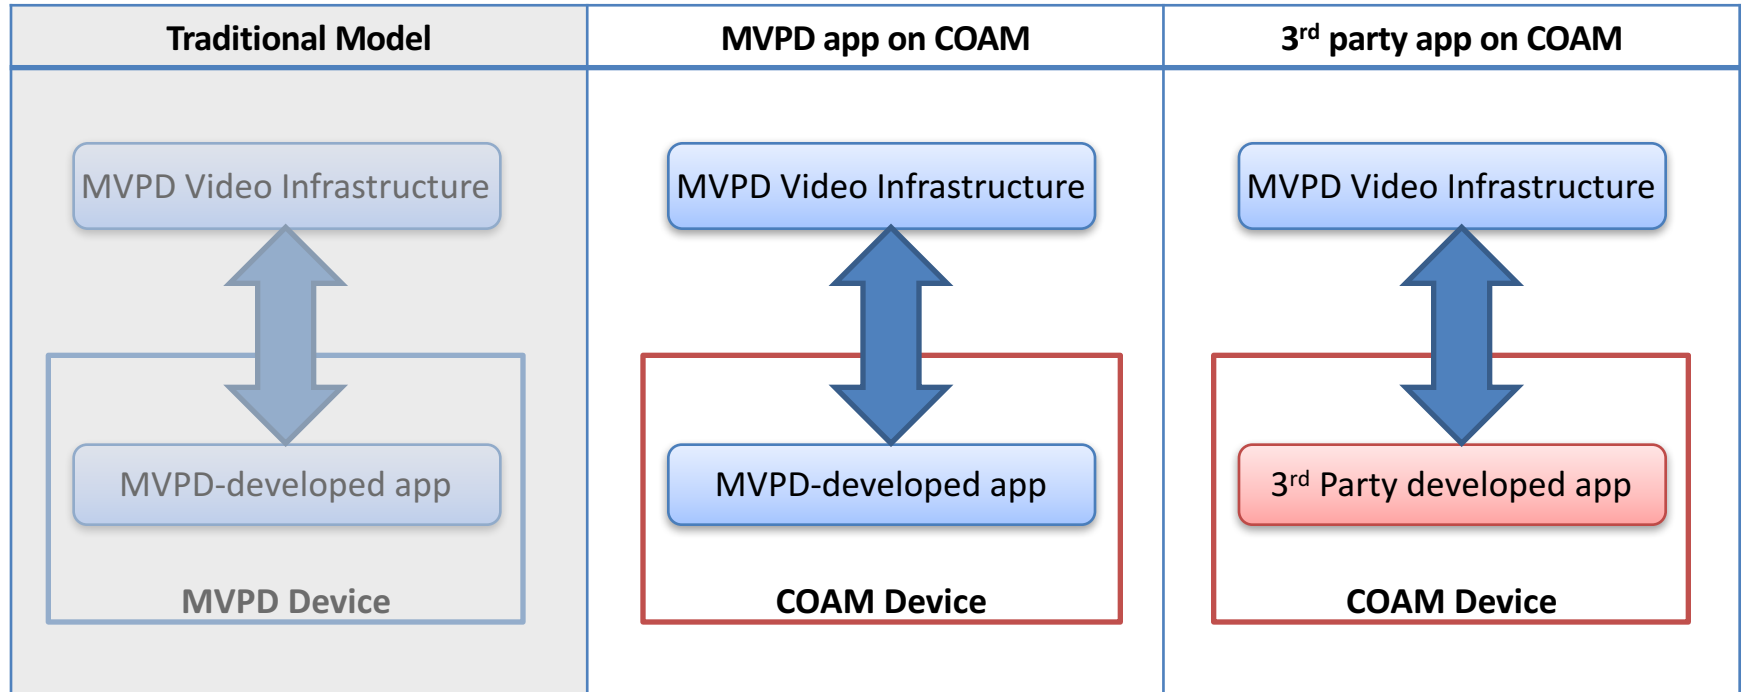 Traditional Model
MVPD app on COAM
3rd party app on COAM
MVPD Video Infrastructure
MVPD Video Infrastructure
MVPD Video Infrastructure
MVPD-developed app
MVPD-developed app
3rd Party developed app
MVPD Device
COAM Device
COAM Device